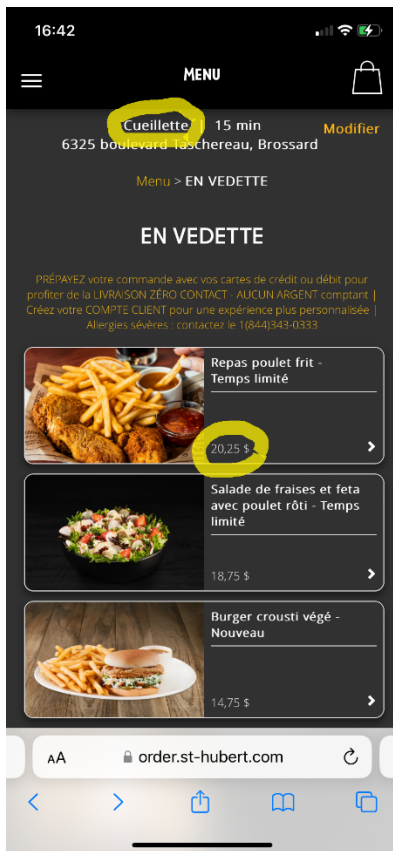 16:42
MENU
Cueillette | 15 min
Modifier
6325 boulevard Taschereau, Brossard
Menu > EN VEDETTE
EN VEDETTE
PRÉPAYEZ votre commande avec vos cartes de crédit ou débit pour
profiter de la LIVRAISON ZÉRO CONTACT - AUCUN ARGENT comptant |
Créez votre COMPTE CLIENT pour une expérience plus personnalisée |
Allergies sévères : contactez le 1(844)343-0333
Repas poulet frit -
Temps limité
20,25 $
Salade de fraises et feta
avec poulet rôti - Temps
limité
18,75 $
Burger crousti végé -
Nouveau
14,75 $
AA order.st-hubert.com